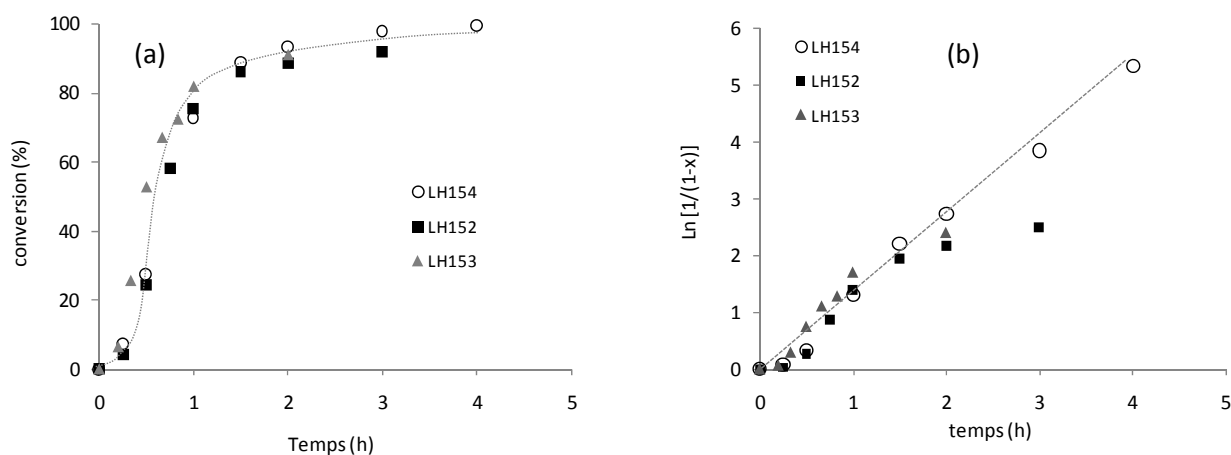 (a)
100
80
60
40
20
0
conversion (%)
LH154
LH152
LH153
0 1 2 3 4 5
Temps (h)
(b)
6
5
4
3
2
1
0
Ln [1/(1-x)]
LH154
LH152
LH153
0 1 2 3 4 5
temps (h)